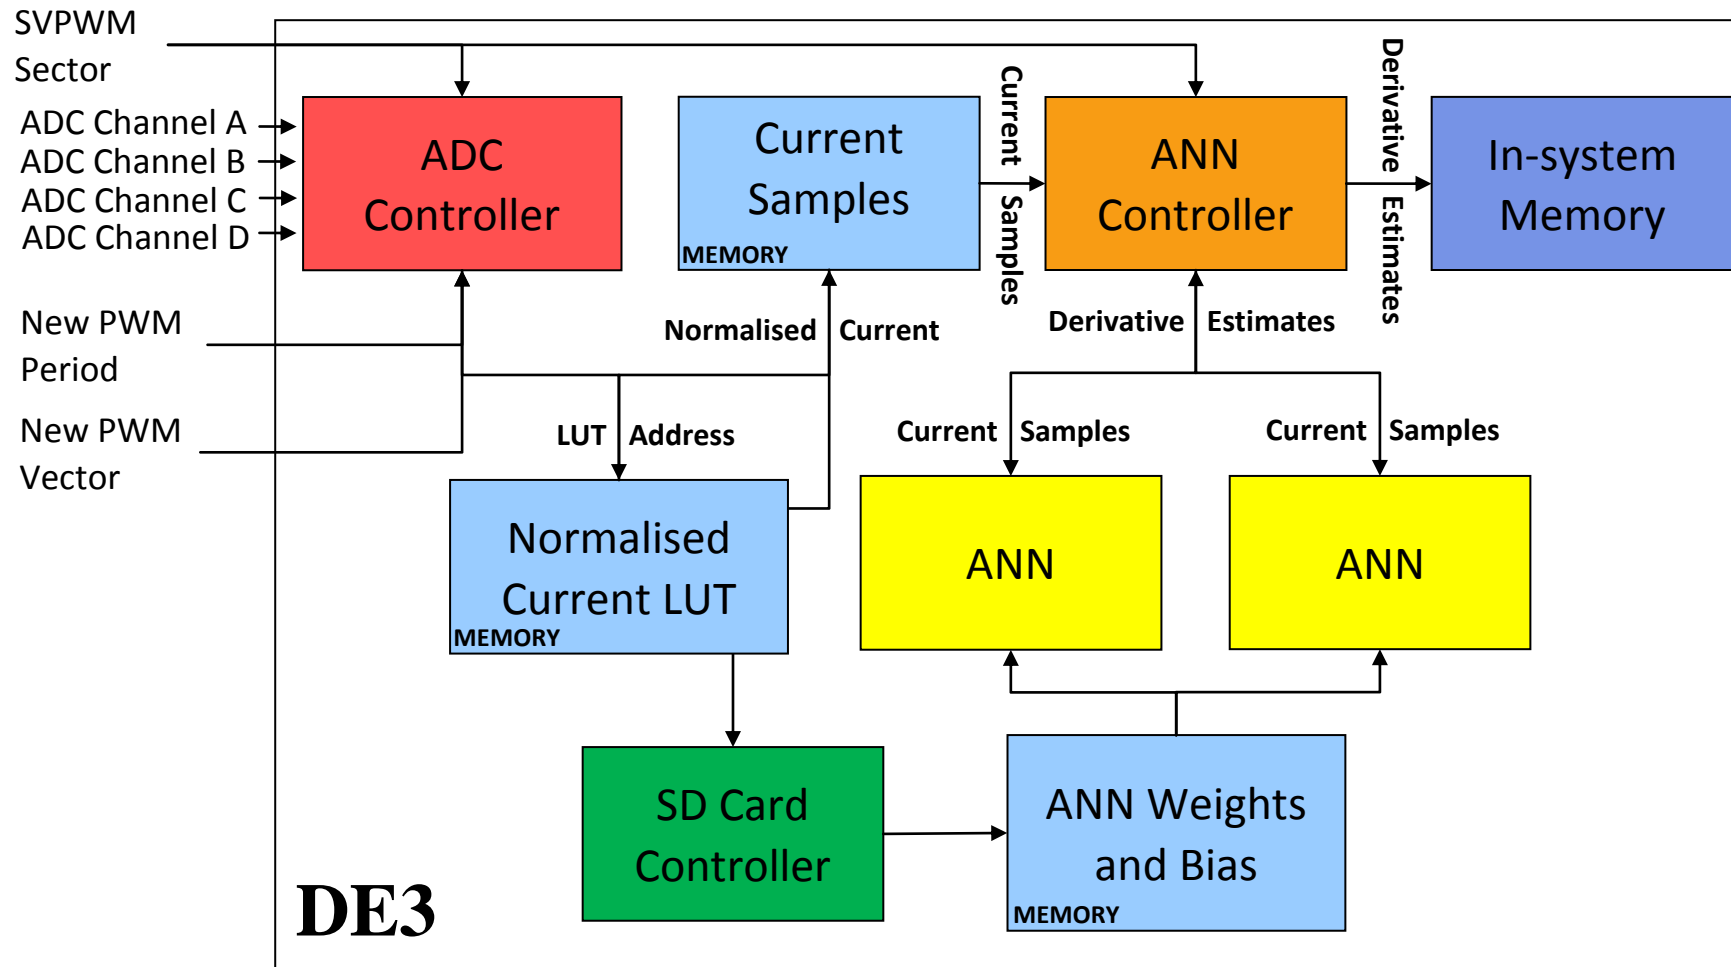 SVPWM
Sector
ADC Channel A
ADC Channel B
ADC Channel C
ADC Channel D
New PWM
Period
New PWM
Vector
ADC
Controller
Current
Samples
MEMORY
Current Samples
ANN
Controller
Derivative Estimates
In-system
Memory
Normalised Current
Derivative Estimates
LUT Address
Current Samples
Current Samples
Normalised
Current LUT
MEMORY
ANN
ANN
SD Card
Controller
ANN Weights
and Bias
MEMORY
DE3